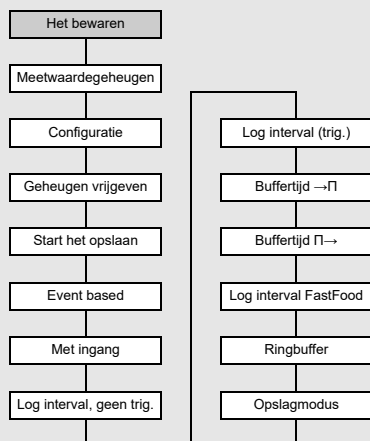 Het bewaren
Meetwaardegeheugen
Configuratie
Geheugen vrijgeven
Start het opslaan
Event based
Met ingang
Log interval, geen trig.
Log interval (trig.)
Buffertijd →Π
Buffertijd Π→
Log interval FastFood
Ringbuffer
Opslagmodus